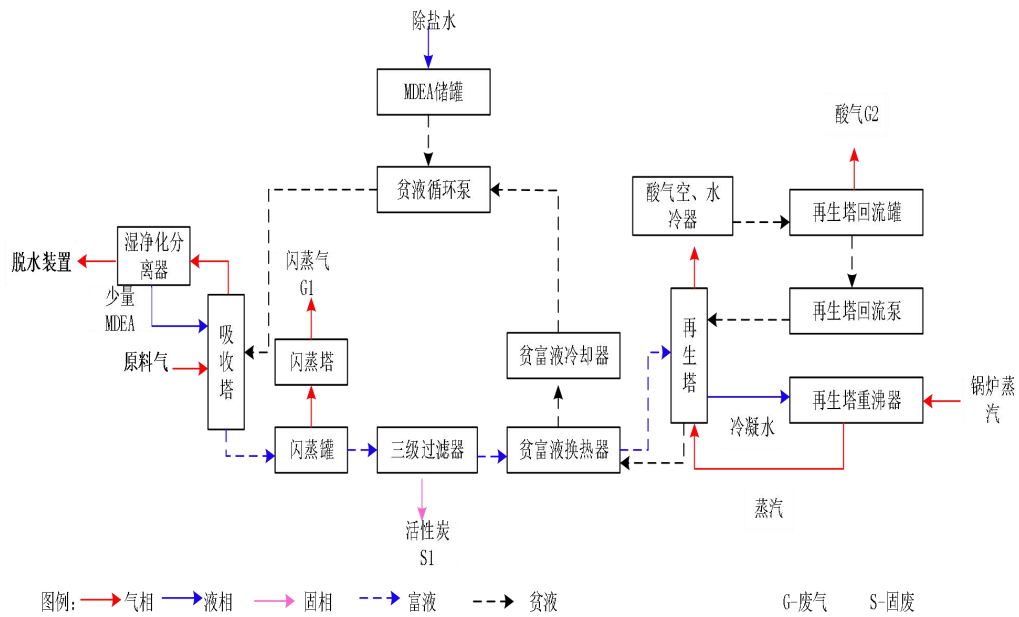 除盐水
MDEA储罐
酸气G2
贫液循环泵
酸气空、水
冷器
再生塔回流罐
湿净化分
离器
脱水装置
闪蒸气
G1
少量
MDEA
再生塔回流泵
吸
收
塔
再
生
塔
原料气
闪蒸塔
贫富液冷却器
再生塔重沸器
锅炉蒸
汽
冷凝水
闪蒸罐
三级过滤器
贫富液换热器
蒸汽
活性炭
S1
图例: 气相 液相 固相 富液 贫液 G-废气 S-固废